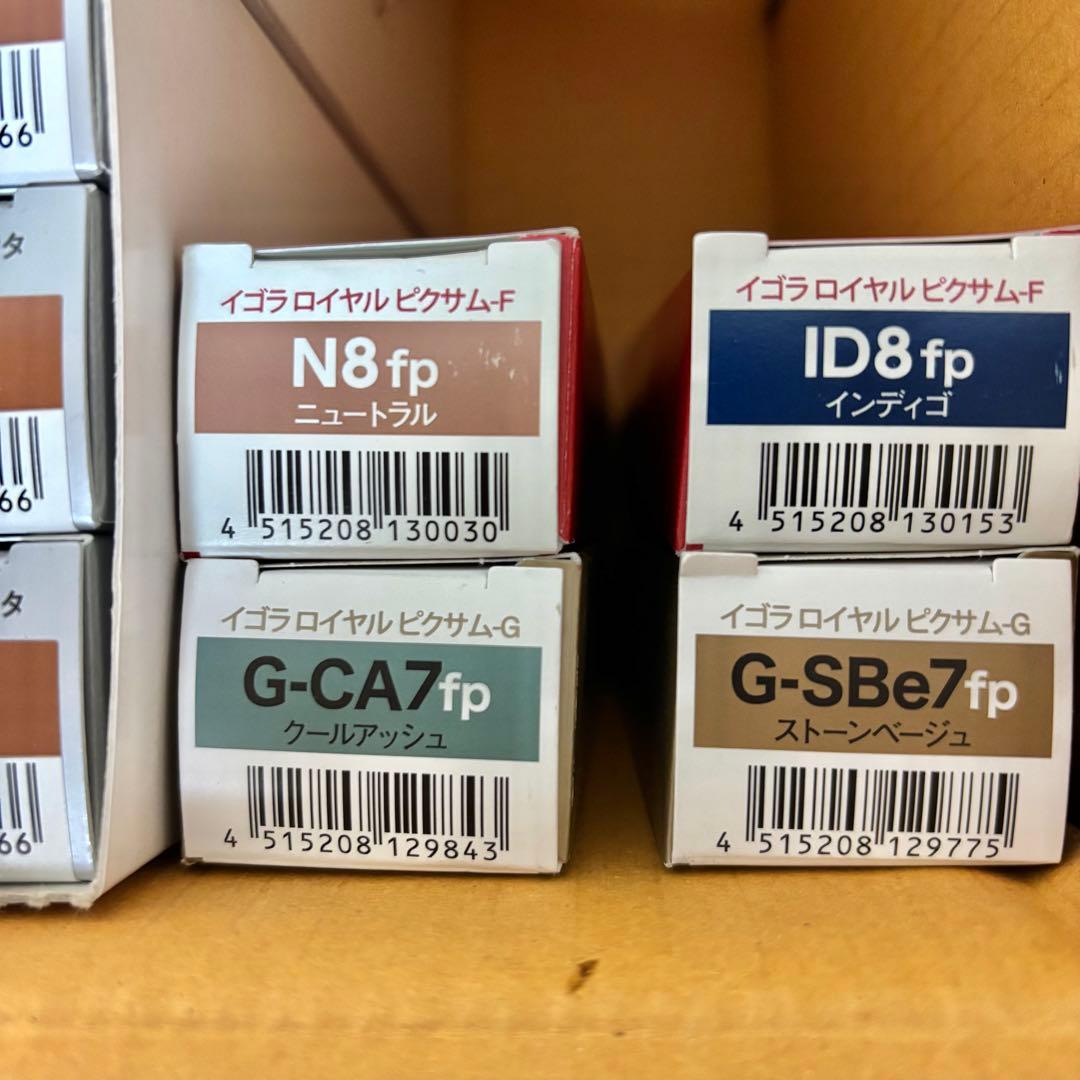 66
タ
66
タ
66
イゴラ ロイヤル ピクサム-F
N8 fp
ニュートラル
4 515208 130030
イゴラ ロイヤル ピクサム-F
ID8 fp
インディゴ
4 515208 130153
イゴラ ロイヤル ピクサム-G
G-CA7fp
クールアッシュ
4 515208 129843
イゴラ ロイヤル ピクサム-G
G-SBe7fp
ストーンベージュ
4 515208 129775